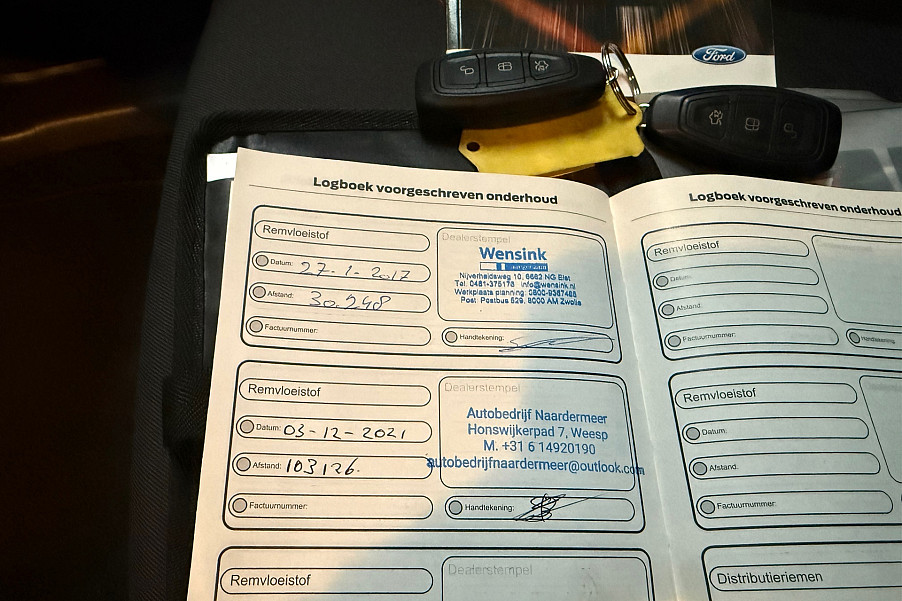 Ford
Logboek voorgeschreven onderhoud
Remvloeistof
Datum: 27-1-2017
Afstand: 30.248
Factuurnummer:
Dealerstempel
Wensink
Nijverheidsweg 10, 6662 NG Elst
Tel. 0481-375178 info@wensink.nl
Werkplaats planning: 0800-9367465
Post: Postbus 529, 8000 AM Zwolle
Handtekening:
Remvloeistof
Datum: 03-12-2021
Afstand: 103126.
Factuurnummer:
Dealerstempel
Autobedrijf Naardermeer
Honswijkerpad 7, Weesp
M. +31 6 14920190
autobedrijfnaardermeer@outlook.com
Handtekening:
Remvloeistof
Dealerstempel
Logboek voorgeschreven onderhoud
Remvloeistof
Datum:
Afstand:
Factuurnummer:
Handtekening:
Remvloeistof
Datum:
Afstand:
Factuurnummer:
Distributieriemen